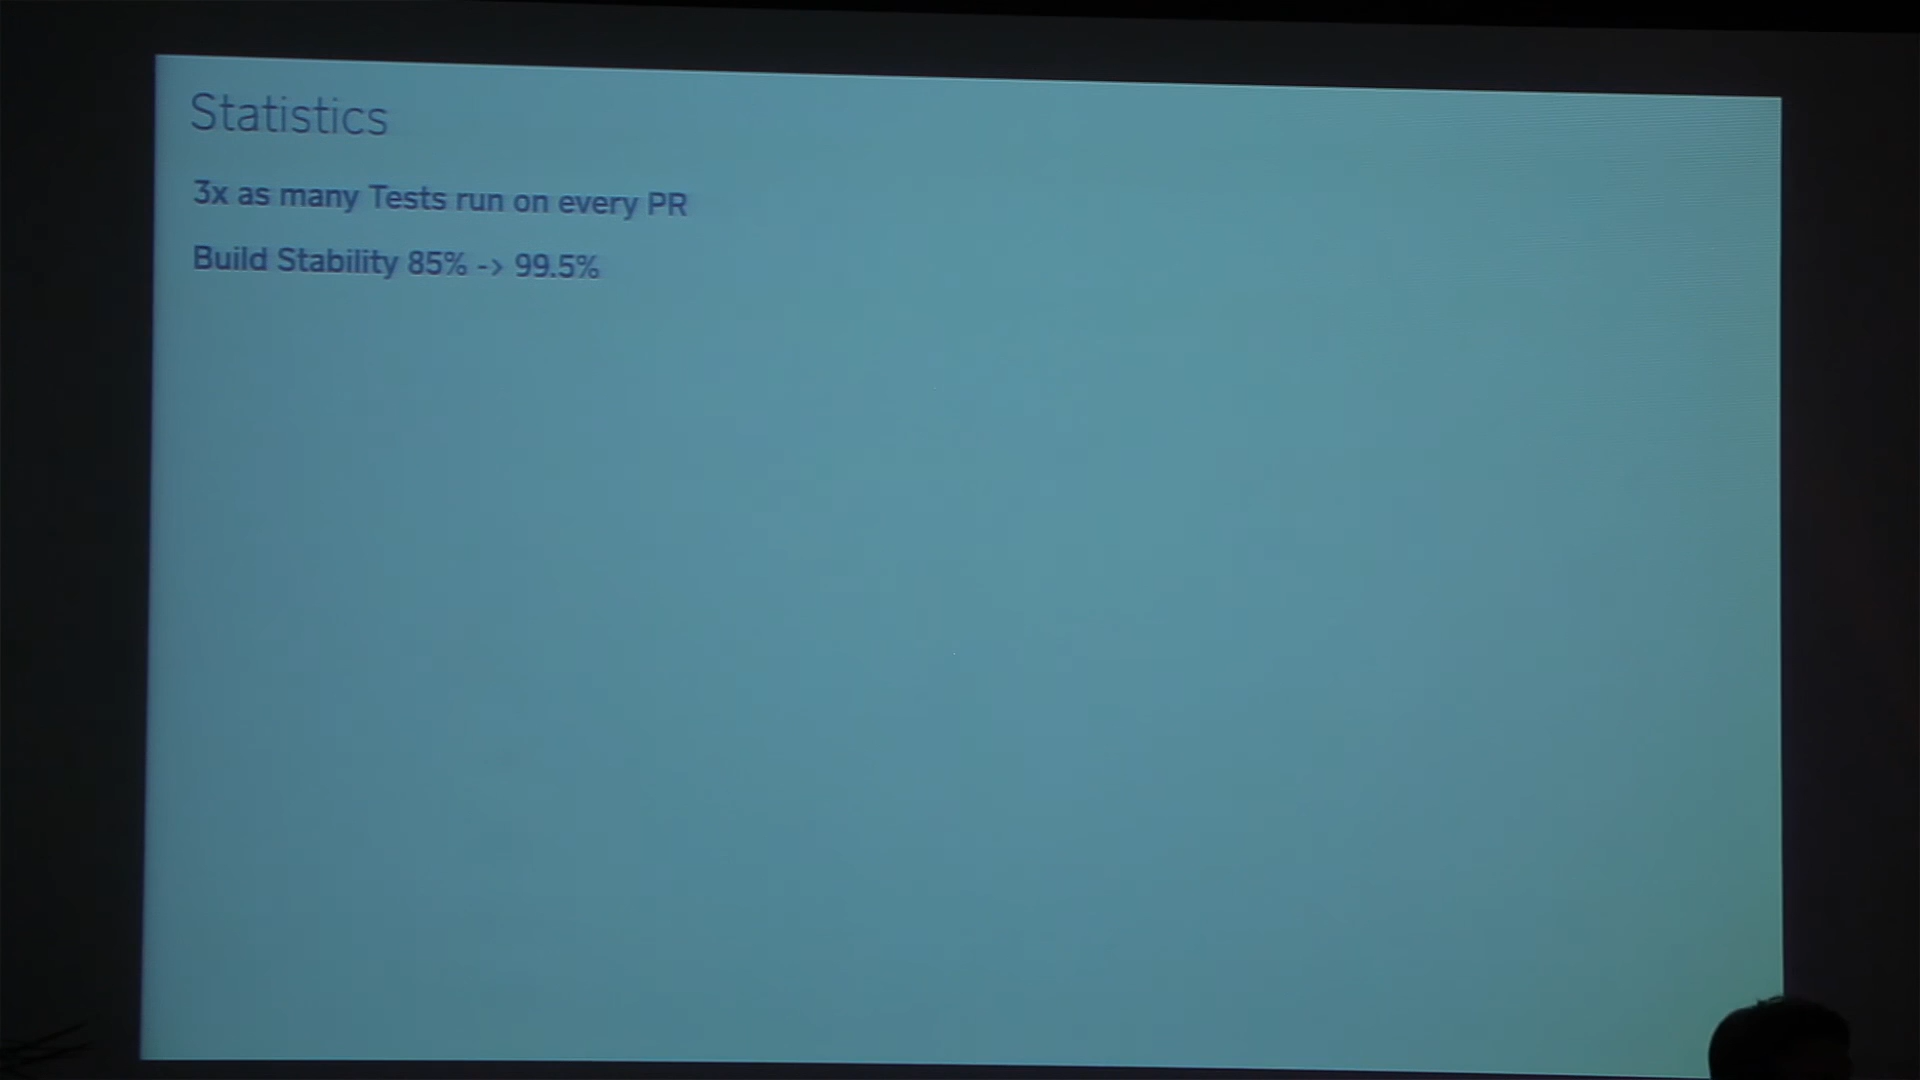 Statistics
3x as many Tests run on every PR
Build Stability 85% -> 99.5%